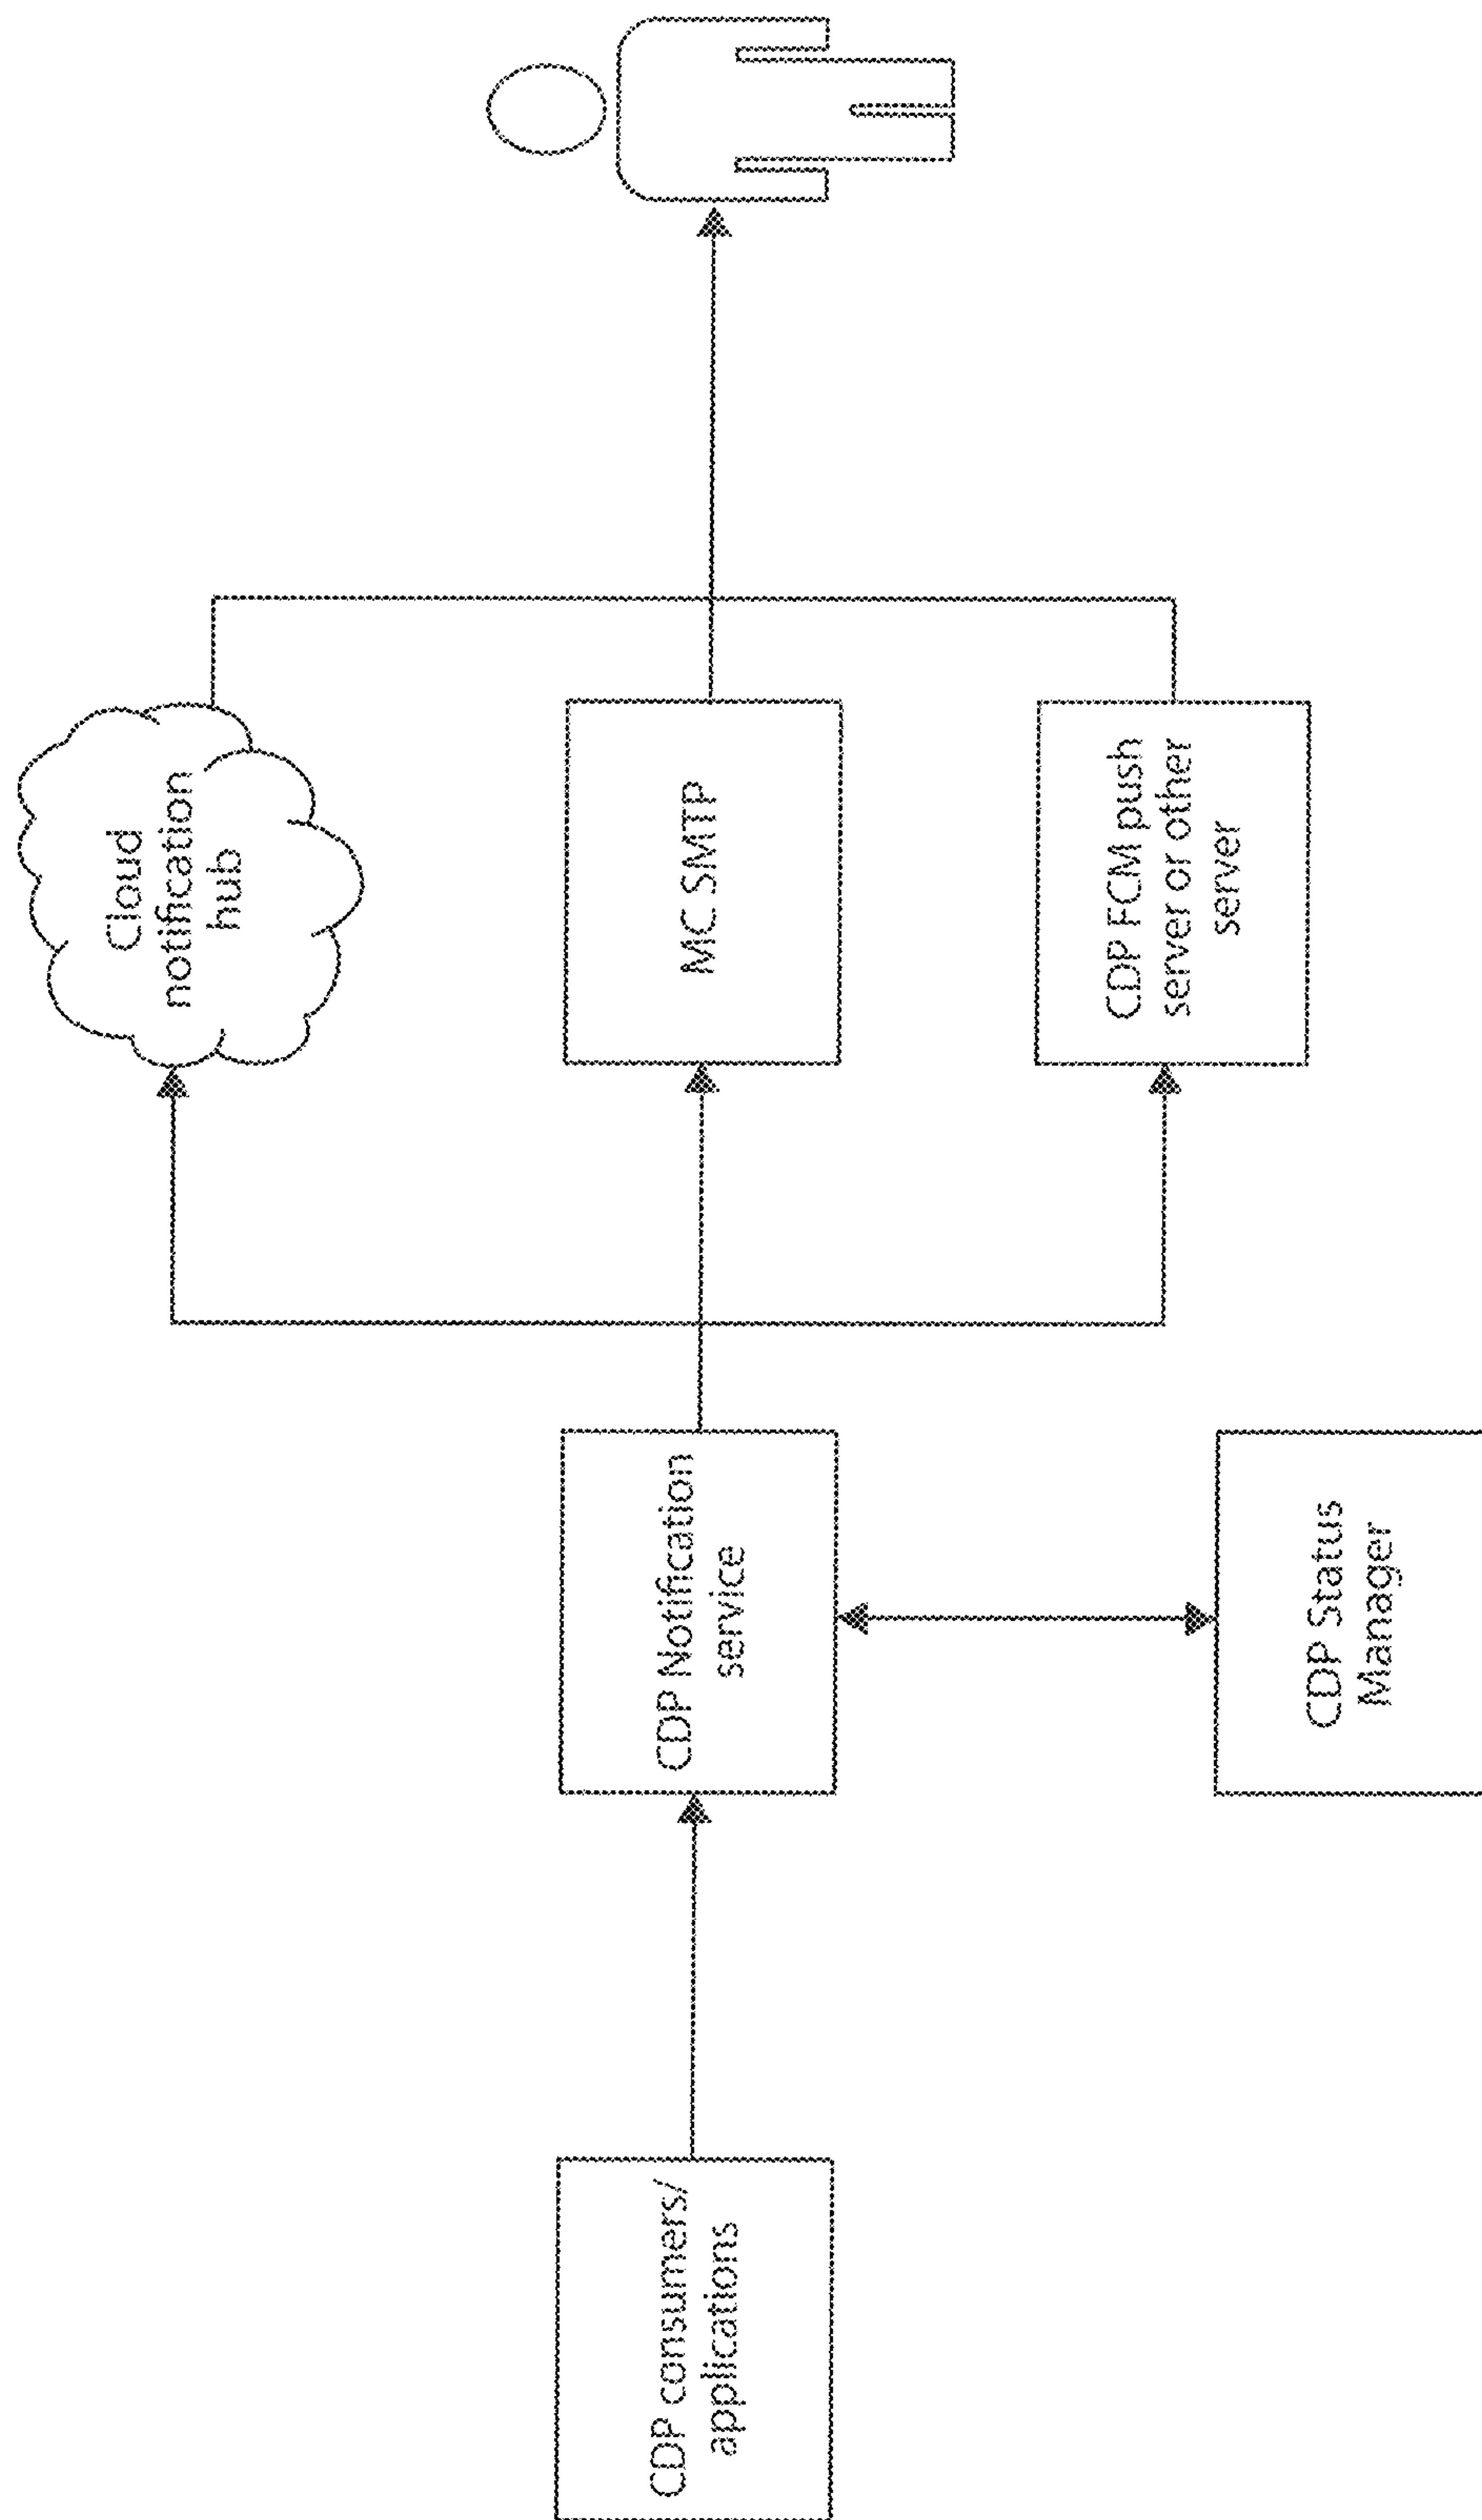 CDP consumers/
applications
CDP Notification
service
CDP Status
Manager
Cloud
notification
hub
MC SMTP
CDP FCM push
server or other
server